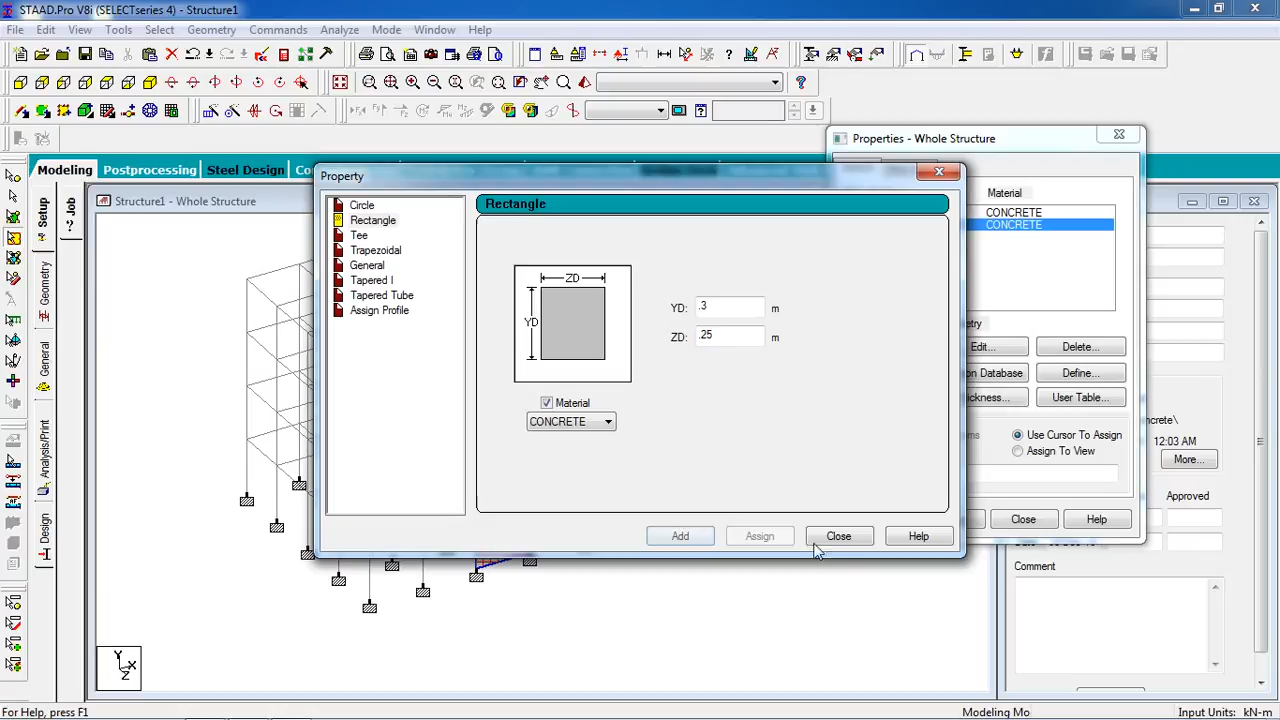 STAAD.Pro V8i (SELECTseries 4) - Structure1
File Edit View Tools Select Geometry Commands Analyze Mode Window Help
Modeling Postprocessing Steel Design
Properties - Whole Structure
Structure1 - Whole Structure
Setup
Job
Geometry
General
Analysis/Print
Design
Property
Circle
Rectangle
Tee
Trapezoidal
General
Tapered I
Tapered Tube
Assign Profile
Rectangle
ZD
YD
YD: .3 m
ZD: .25 m
Material
CONCRETE
Add Assign Close Help
Material
CONCRETE
CONCRETE
Edit... Delete...
Database Define...
User Table...
Use Cursor To Assign
Assign To View
Close Help
12:03 AM
More...
Approved
Comment
Y
X
Z
For Help, press F1
Modeling Mo
Input Units: kN-m